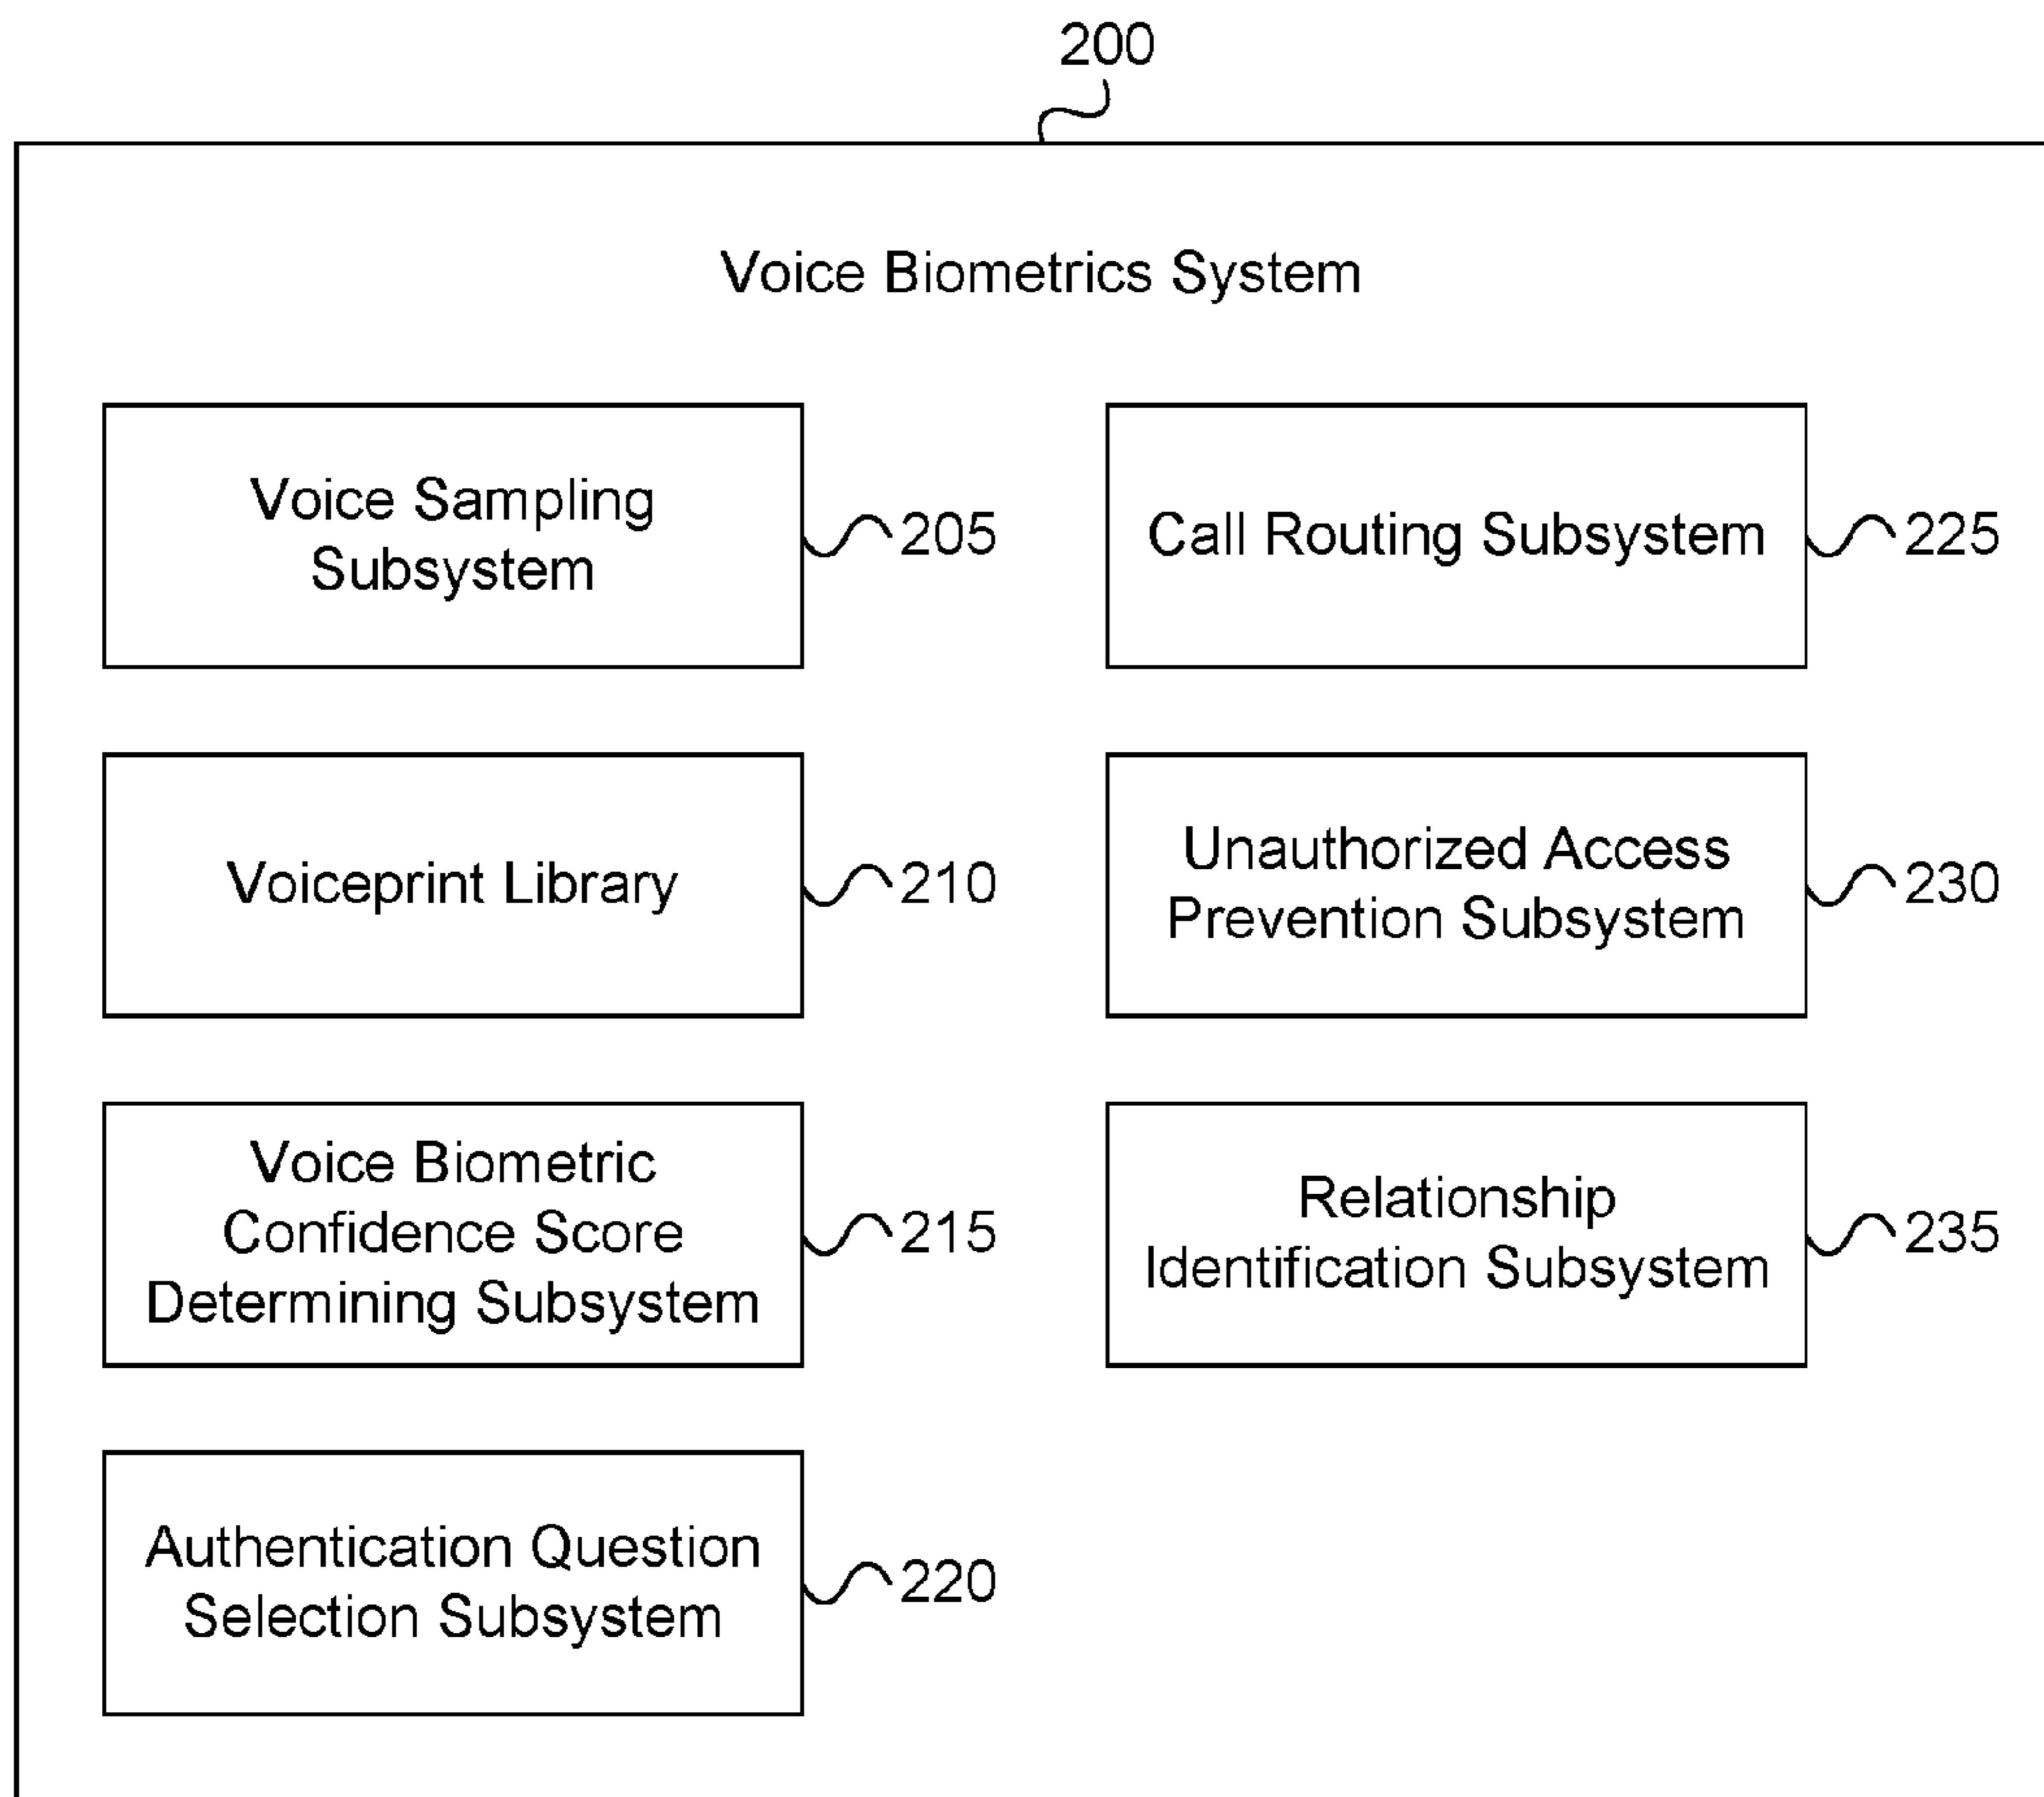 200
Voice Biometrics System
Voice Sampling
Subsystem
205
Voiceprint Library
210
Voice Biometric
Confidence Score
Determining Subsystem
215
Authentication Question
Selection Subsystem
220
Call Routing Subsystem
225
Unauthorized Access
Prevention Subsystem
230
Relationship
Identification Subsystem
235